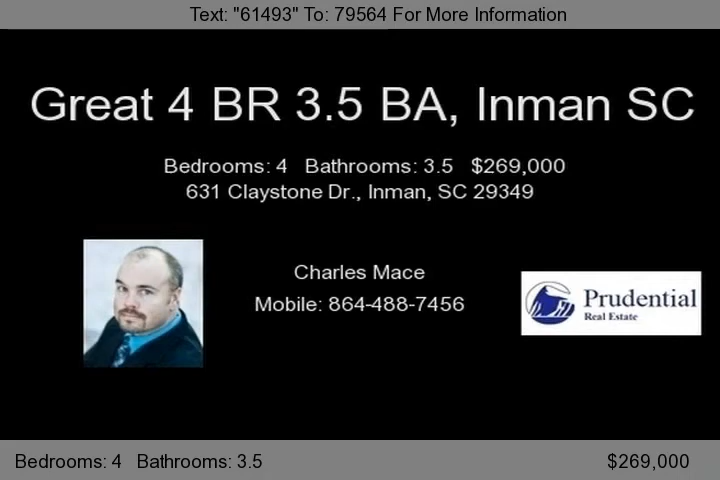 Text: "61493" To: 79564 For More Information
Great 4 BR 3.5 BA, Inman SC
Bedrooms: 4 Bathrooms: 3.5 $269,000
631 Claystone Dr., Inman, SC 29349
Charles Mace
Mobile: 864-488-7456
Prudential
Real Estate
Bedrooms: 4 Bathrooms: 3.5 $269,000